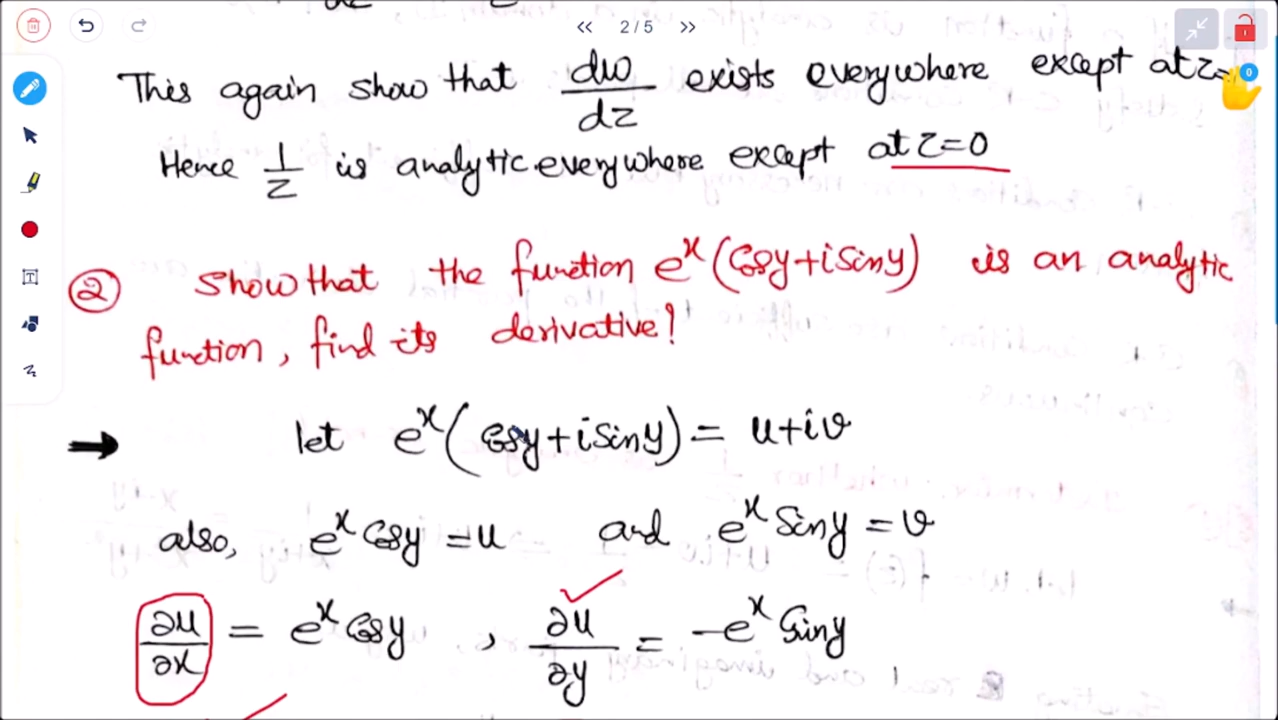 2/5
This again show that dw/dz exists everywhere except at z=
Hence 1/z is analytic everywhere except at z=0
② Show that the function e^x (Cosy+iSiny) is an analytic
function, find its derivative!
→ let e^x (Cosy+iSiny) = u+iv
also, e^x Cosy = u and e^x Siny = v
∂u/∂x = e^x Cosy , ∂u/∂y = -e^x Siny